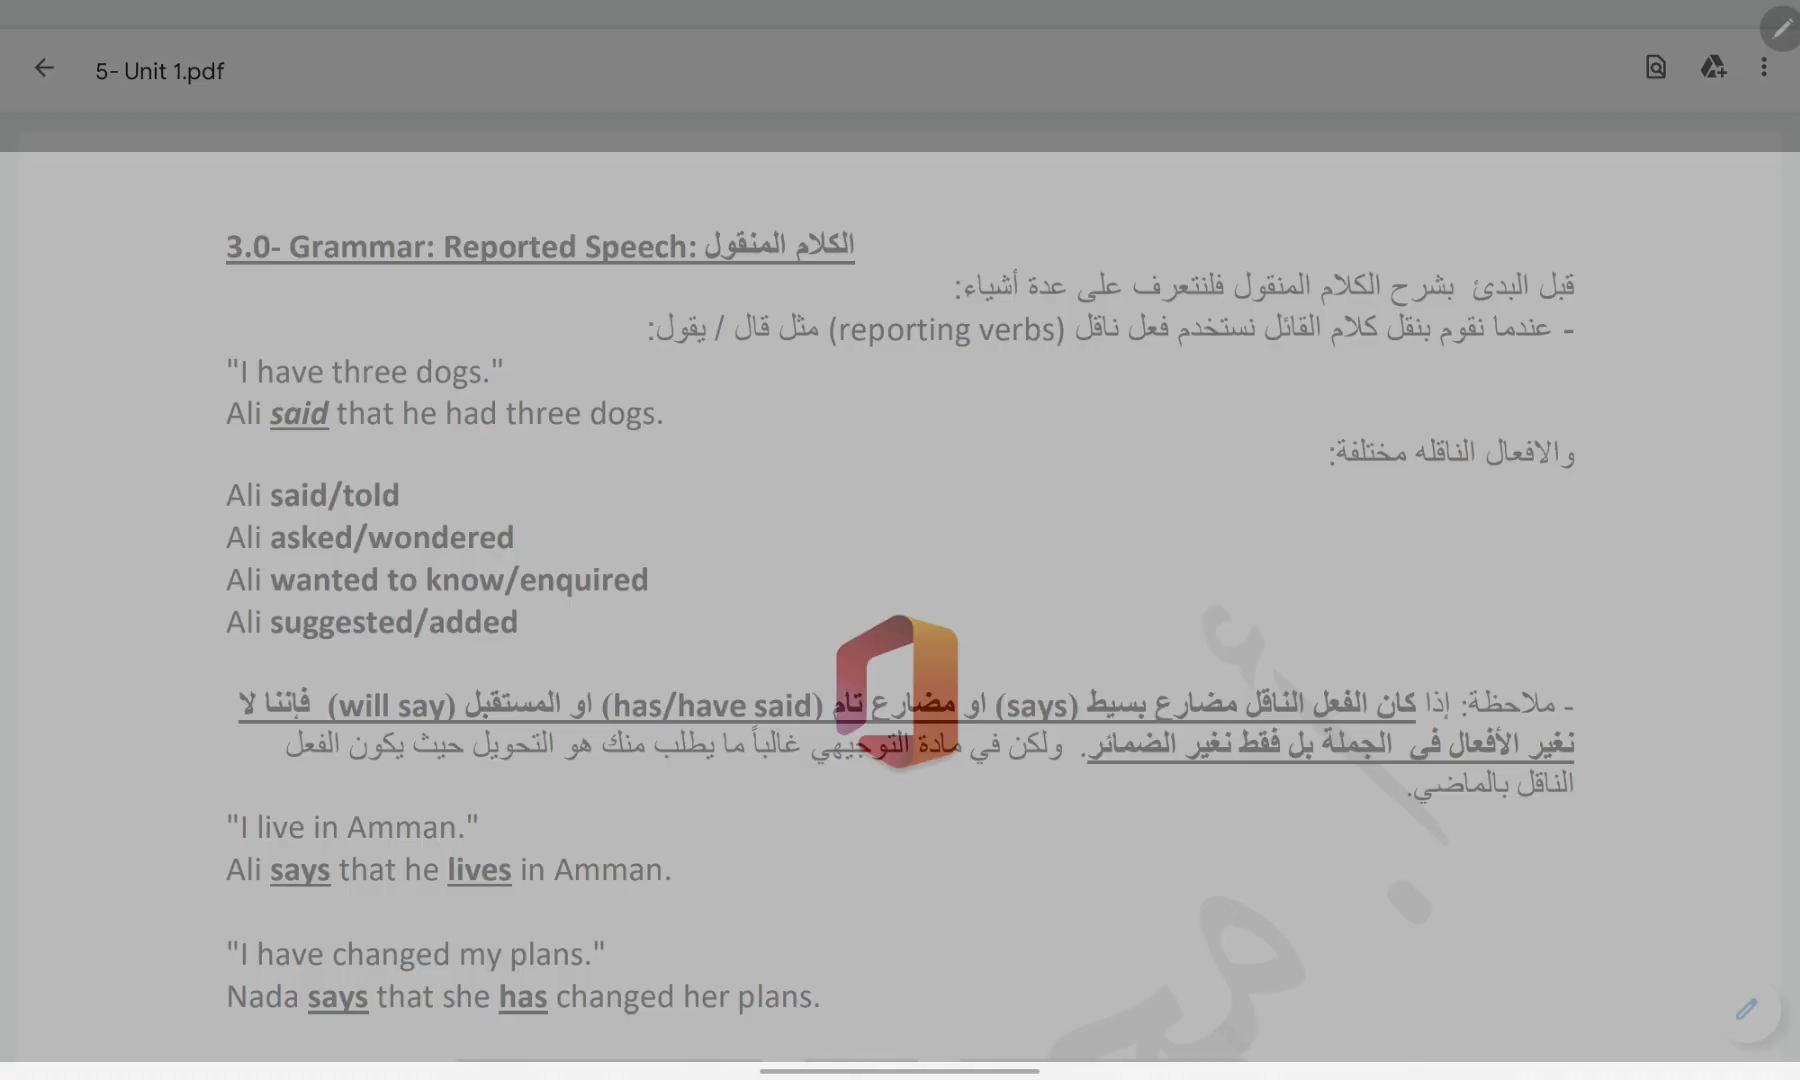 5- Unit 1.pdf
3.0- Grammar: Reported Speech: الكلام المنقول
قبل البدئ بشرح الكلام المنقول فلنتعرف على عدة أشياء:
- عندما نقوم بنقل كلام القائل نستخدم فعل ناقل (reporting verbs) مثل قال / يقول:
"I have three dogs."
Ali said that he had three dogs.
والافعال الناقله مختلفة:
Ali said/told
Ali asked/wondered
Ali wanted to know/enquired
Ali suggested/added
- ملاحظة: إذا كان الفعل الناقل مضارع بسيط (says) او مضارع تام (has/have said) او المستقبل (will say) فإننا لا
نغير الأفعال في الجملة بل فقط نغير الضمائر. ولكن في مادة التوجيهي غالباً ما يطلب منك هو التحويل حيث يكون الفعل
الناقل بالماضي.
"I live in Amman."
Ali says that he lives in Amman.
"I have changed my plans."
Nada says that she has changed her plans.